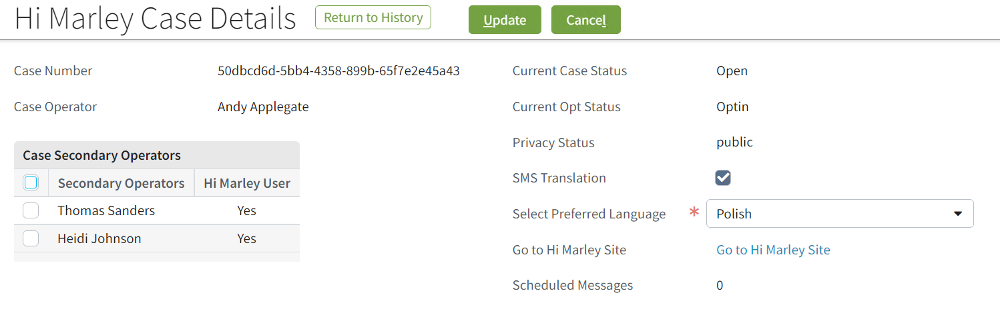 Hi Marley Case Details
Return to History
Update
Cancel
Case Number 50dbcd6d-5bb4-4358-899b-65f7e2e45a43
Case Operator Andy Applegate
Case Secondary Operators
Secondary Operators Hi Marley User
Thomas Sanders Yes
Heidi Johnson Yes
Current Case Status Open
Current Opt Status Optin
Privacy Status public
SMS Translation
Select Preferred Language * Polish
Go to Hi Marley Site Go to Hi Marley Site
Scheduled Messages 0